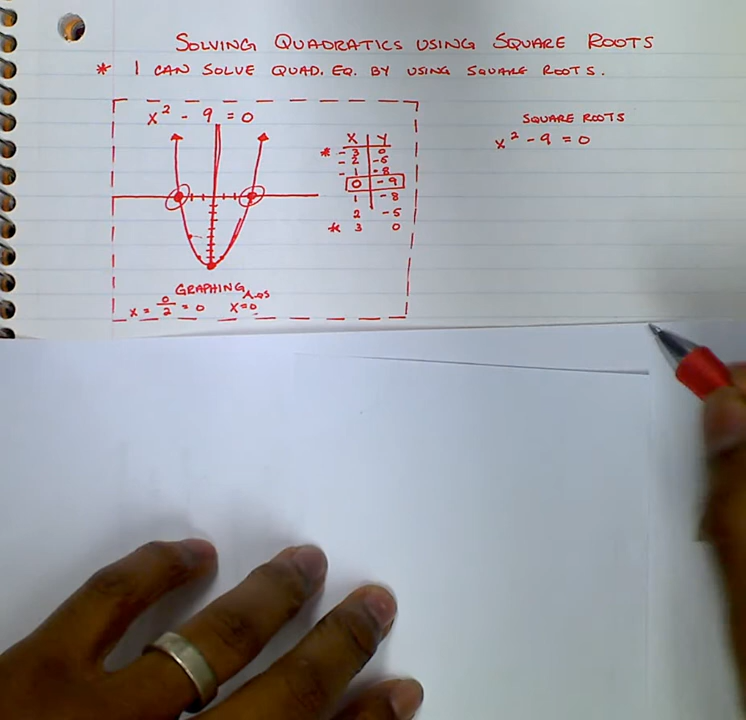 SOLVING QUADRATICS USING SQUARE ROOTS
* I CAN SOLVE QUAD. EQ. BY USING SQUARE ROOTS.
x² - 9 = 0
X Y
* -3 0
-2 -5
-1 -8
0 -9
1 -8
2 -5
* 3 0
GRAPHING
A.O.S
x = 0/2 = 0 x=0
SQUARE ROOTS
x² - 9 = 0